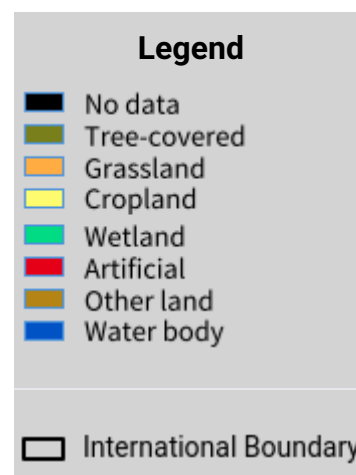 Legend
No data
Tree-covered
Grassland
Cropland
Wetland
Artificial
Other land
Water body
International Boundary